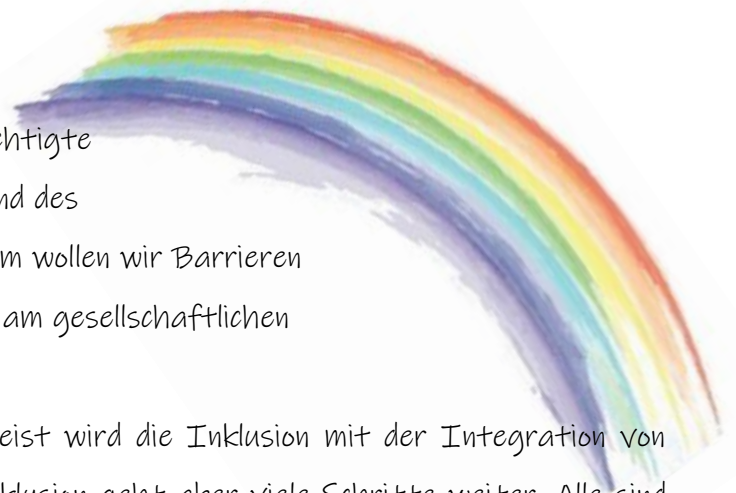 chtigte
nd des
m wollen wir Barrieren
am gesellschaftlichen
eist wird die Inklusion mit der Integration von
klusion geht aber viele Schritte weiter. Alle sind